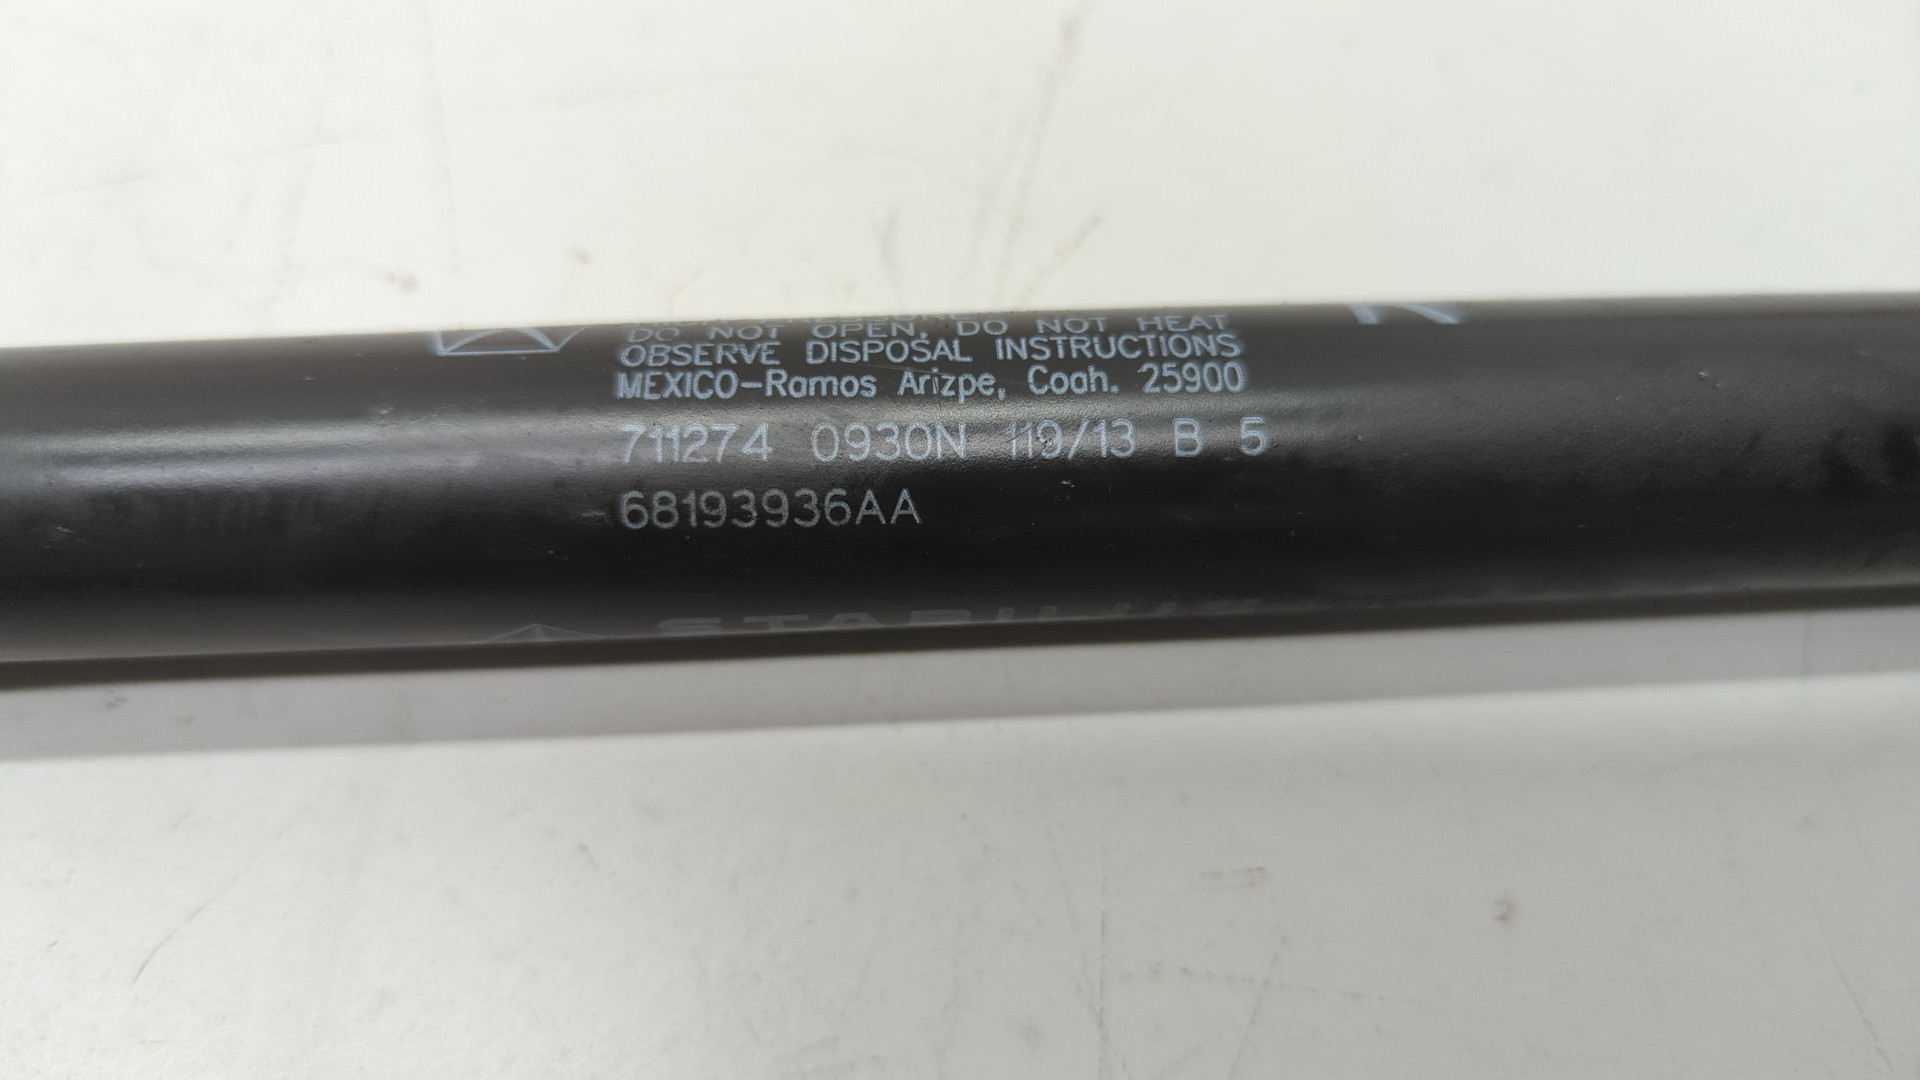 DO NOT OPEN, DO NOT HEAT
OBSERVE DISPOSAL INSTRUCTIONS
MEXICO-Ramos Arizpe, Coah. 25900
711274 0930N 119/13 B 5
68193936AA
STABILUS